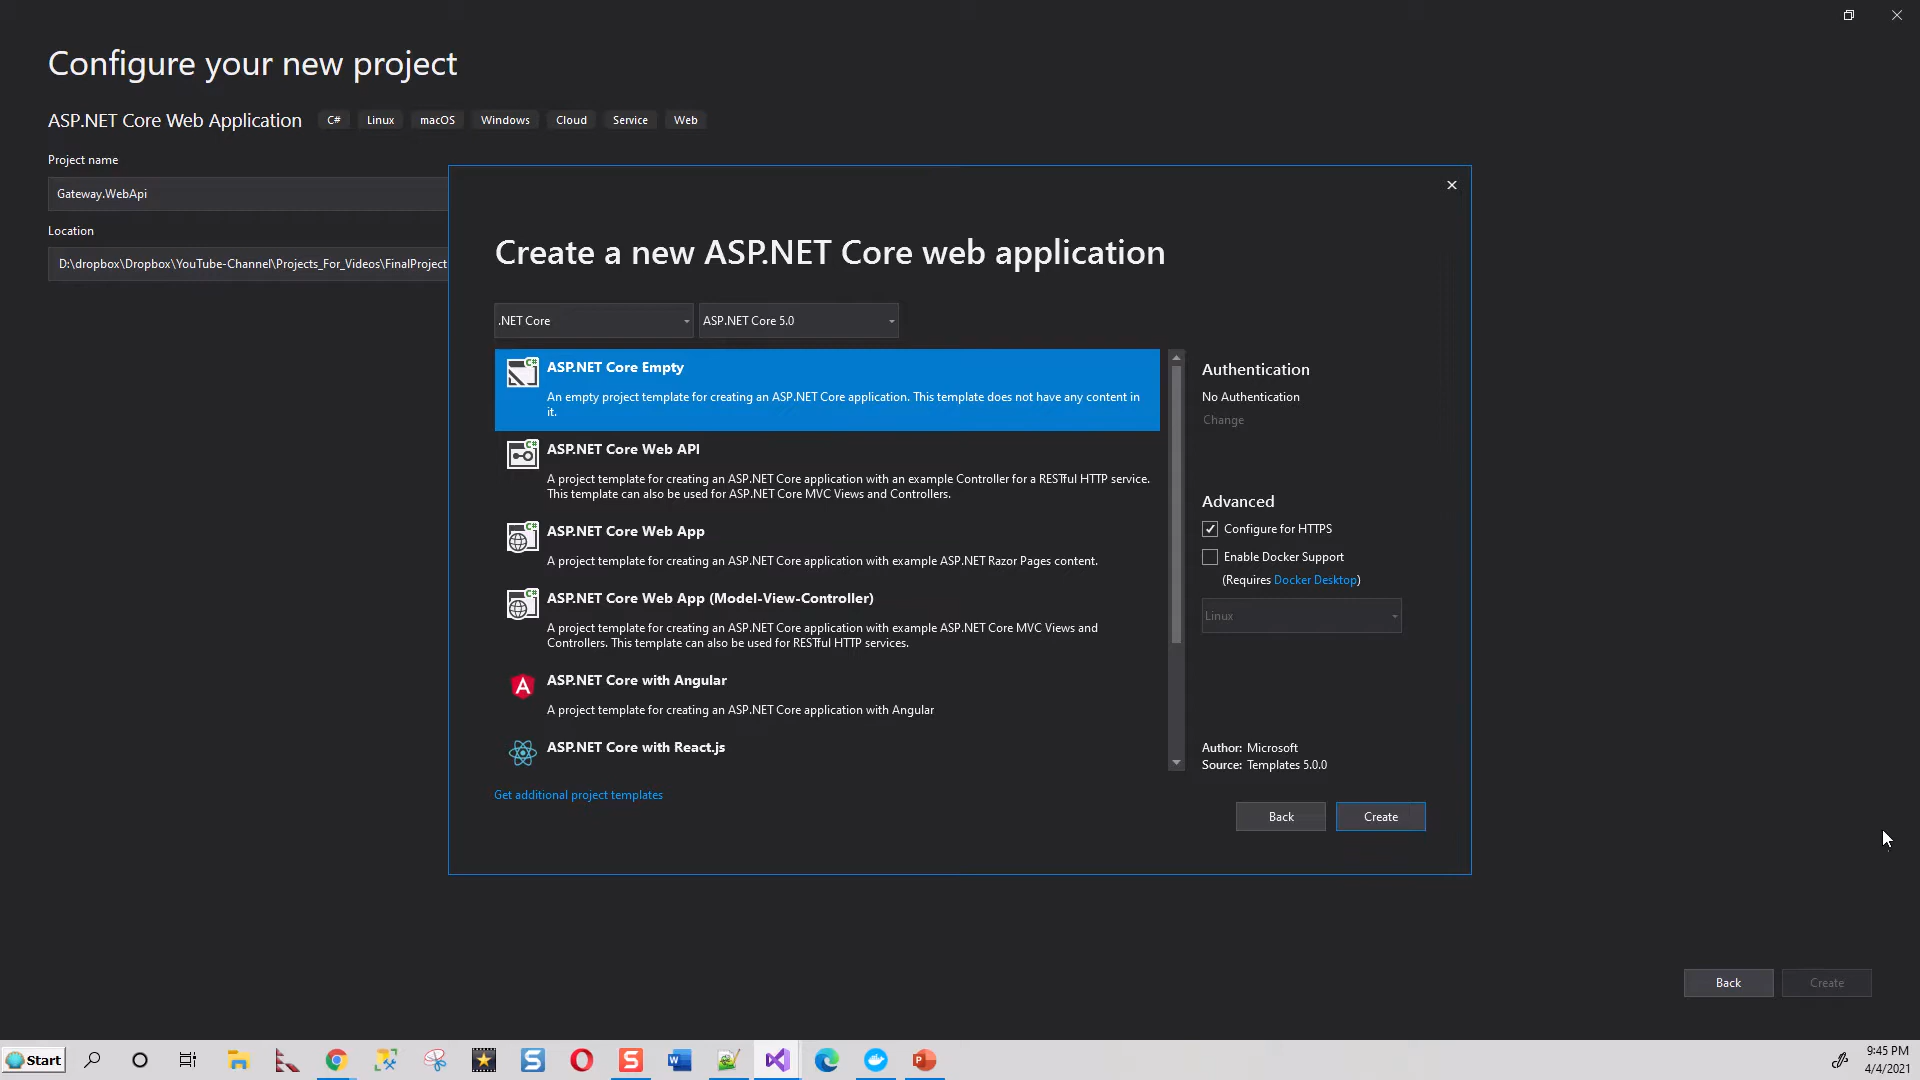 Configure your new project
ASP.NET Core Web Application C# Linux macOS Windows Cloud Service Web
Project name
Gateway.WebApi
Location
D:\dropbox\Dropbox\YouTube-Channel\Projects_For_Videos\FinalProject
Create a new ASP.NET Core web application
.NET Core ASP.NET Core 5.0
ASP.NET Core Empty
An empty project template for creating an ASP.NET Core application. This template does not have any content in
it.
ASP.NET Core Web API
A project template for creating an ASP.NET Core application with an example Controller for a RESTful HTTP service.
This template can also be used for ASP.NET Core MVC Views and Controllers.
ASP.NET Core Web App
A project template for creating an ASP.NET Core application with example ASP.NET Razor Pages content.
ASP.NET Core Web App (Model-View-Controller)
A project template for creating an ASP.NET Core application with example ASP.NET Core MVC Views and
Controllers. This template can also be used for RESTful HTTP services.
ASP.NET Core with Angular
A project template for creating an ASP.NET Core application with Angular
ASP.NET Core with React.js
Get additional project templates
Authentication
No Authentication
Change
Advanced
Configure for HTTPS
Enable Docker Support
(Requires Docker Desktop)
Linux
Author: Microsoft
Source: Templates 5.0.0
Back Create
Back Create
Start
9:45 PM
4/4/2021